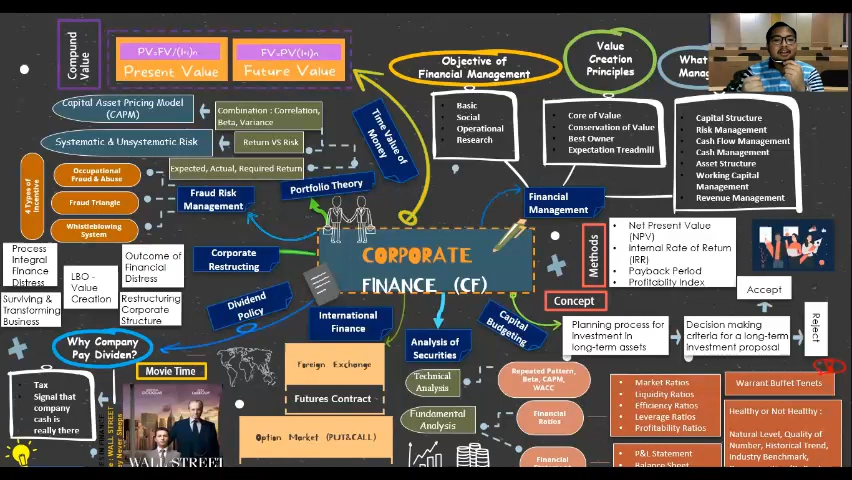 Compound
Value
PV=FV/(1+i)n
Present Value
FV=PV(1+i)n
Future Value
Objective of
Financial Management
Basic
Social
Operational
Research
Value
Creation
Principles
Core of Value
Conservation of Value
Best Owner
Expectation Treadmill
What
Manag
Capital Structure
Risk Management
Cash Flow Management
Cash Management
Asset Structure
Working Capital
Management
Revenue Management
Capital Asset Pricing Model
(CAPM)
Combination : Correlation,
Beta, Variance
Systematic & Unsystematic Risk
Return VS Risk
Expected, Actual, Required Return
Time Value of
Money
Portfolio Theory
4 Types of
Incentive
Occupational
Fraud & Abuse
Fraud Triangle
Whistleblowing
System
Fraud Risk
Management
Financial
Management
CORPORATE
FINANCE (CF)
Process
Integral
Finance
Distress
LBO -
Value
Creation
Outcome of
Financial
Distress
Surviving &
Transforming
Business
Restructuring
Corporate
Structure
Corporate
Restructing
Dividend
Policy
International
Finance
Analysis of
Securities
Capital
Budgeting
Methods
Net Present Value
(NPV)
Internal Rate of Return
(IRR)
Payback Period
Profitablity Index
Concept
Planning process for
investment in
long-term assets
Decision making
criteria for a long-term
investment proposal
Accept
Reject
Why Company
Pay Dividen?
Tax
Signal that
company
cash is
really there
Movie Time
WALL STREET
WALL STREET
Foreign Exchange
Futures Contract
Option Market (PUT&CALL)
Technical
Analysis
Repeated Pattern,
Beta, CAPM,
WACC
Fundamental
Analysis
Financial
Ratios
Market Ratios
Liquidity Ratios
Efficiency Ratios
Leverage Ratios
Profitability Ratios
Financial
P&L Statement
Balance Sheet
Warrant Buffet Tenets
Healthy or Not Healthy :
Natural Level, Quality of
Number, Historical Trend,
Industry Benchmark,